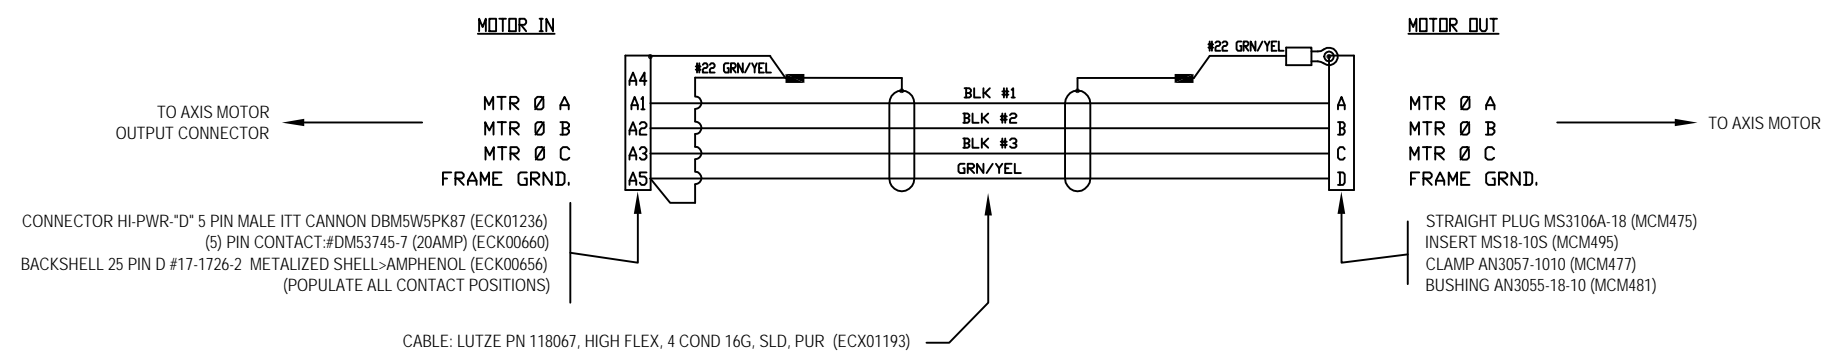 MOTOR IN
MOTOR OUT
#22 GRN/YEL
#22 GRN/YEL
A4
TO AXIS MOTOR
OUTPUT CONNECTOR
MTR Ø A
A1
BLK #1
A
MTR Ø A
MTR Ø B
A2
BLK #2
B
MTR Ø B
TO AXIS MOTOR
MTR Ø C
A3
BLK #3
C
MTR Ø C
FRAME GRND.
A5
GRN/YEL
D
FRAME GRND.
CONNECTOR HI-PWR-"D" 5 PIN MALE ITT CANNON DBM5W5PK87 (ECK01236)
(5) PIN CONTACT:#DM53745-7 (20AMP) (ECK00660)
BACKSHELL 25 PIN D #17-1726-2 METALIZED SHELL>AMPHENOL (ECK00656)
(POPULATE ALL CONTACT POSITIONS)
STRAIGHT PLUG MS3106A-18 (MCM475)
INSERT MS18-10S (MCM495)
CLAMP AN3057-1010 (MCM477)
BUSHING AN3055-18-10 (MCM481)
CABLE: LUTZE PN 118067, HIGH FLEX, 4 COND 16G, SLD, PUR (ECX01193)